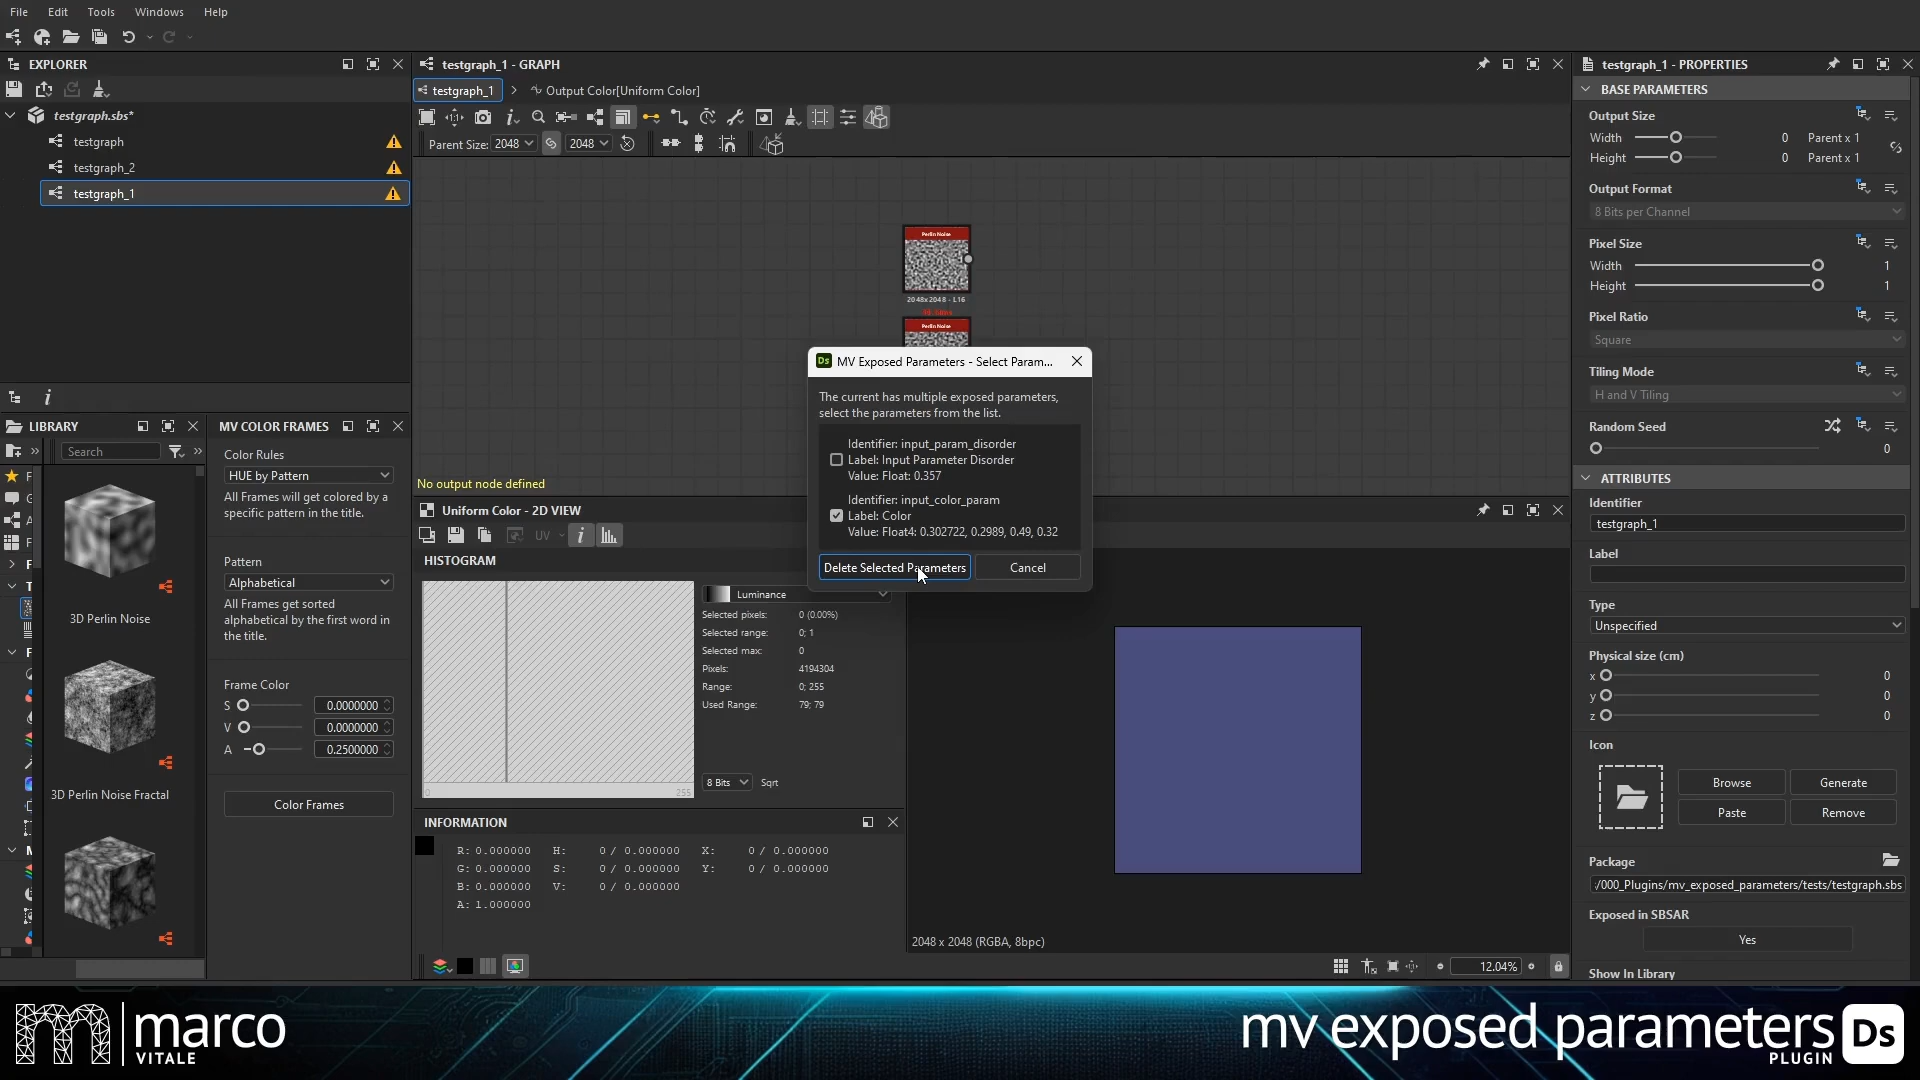 File Edit Tools Windows Help
EXPLORER
testgraph.sbs*
testgraph
testgraph_2
testgraph_1
LIBRARY
Search
3D Perlin Noise
3D Perlin Noise Fractal
MV COLOR FRAMES
Color Rules
HUE by Pattern
All Frames will get colored by a
specific pattern in the title.
Pattern
Alphabetical
All Frames get sorted
alphabetical by the first word in
the title.
Frame Color
S 0.0000000
V 0.0000000
A 0.2500000
Color Frames
testgraph_1 - GRAPH
testgraph_1 > Output Color[Uniform Color]
Parent Size: 2048 2048
Perlin Noise
2048x2048 - L16
Perlin Noise
No output node defined
MV Exposed Parameters - Select Param...
The current has multiple exposed parameters,
select the parameters from the list.
Identifier: input_param_disorder
Label: Input Parameter Disorder
Value: Float: 0.357
Identifier: input_color_param
Label: Color
Value: Float4: 0.302722, 0.2989, 0.49, 0.32
Delete Selected Parameters
Cancel
Uniform Color - 2D VIEW
UV
HISTOGRAM
0 255
Luminance
Selected pixels: 0 (0.00%)
Selected range: 0; 1
Selected max: 0
Pixels: 4194304
Range: 0; 255
Used Range: 79; 79
8 Bits Sqrt
INFORMATION
R: 0.000000 H: 0 / 0.000000 X: 0 / 0.000000
G: 0.000000 S: 0 / 0.000000 Y: 0 / 0.000000
B: 0.000000 V: 0 / 0.000000
A: 1.000000
2048 x 2048 (RGBA, 8bpc)
12.04%
testgraph_1 - PROPERTIES
BASE PARAMETERS
Output Size
Width 0 Parent x 1
Height 0 Parent x 1
Output Format
8 Bits per Channel
Pixel Size
Width 1
Height 1
Pixel Ratio
Square
Tiling Mode
H and V Tiling
Random Seed
0
ATTRIBUTES
Identifier
testgraph_1
Label
Type
Unspecified
Physical size (cm)
x 0
y 0
z 0
Icon
Browse Generate
Paste Remove
Package
:/000_Plugins/mv_exposed_parameters/tests/testgraph.sbs
Exposed in SBSAR
Yes
Show In Library
m marco
VITALE
mv exposed parameters Ds
PLUGIN